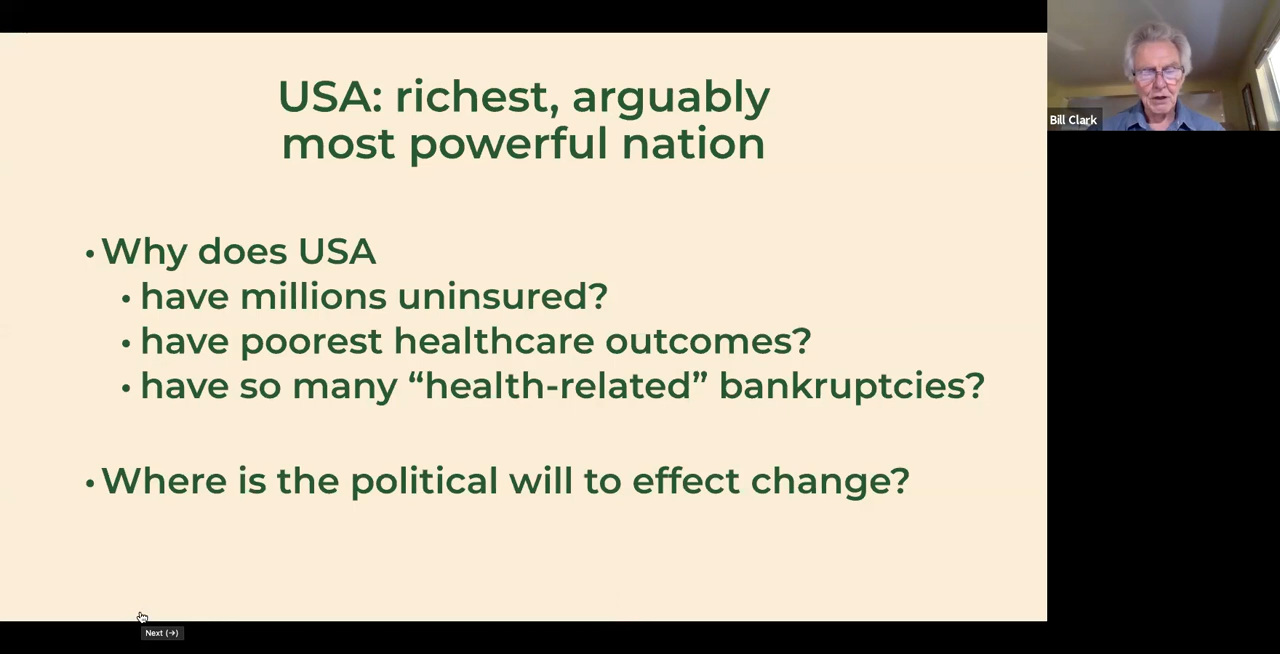 USA: richest, arguably
most powerful nation
• Why does USA
• have millions uninsured?
• have poorest healthcare outcomes?
• have so many “health-related” bankruptcies?
• Where is the political will to effect change?
Bill Clark
Next (→)